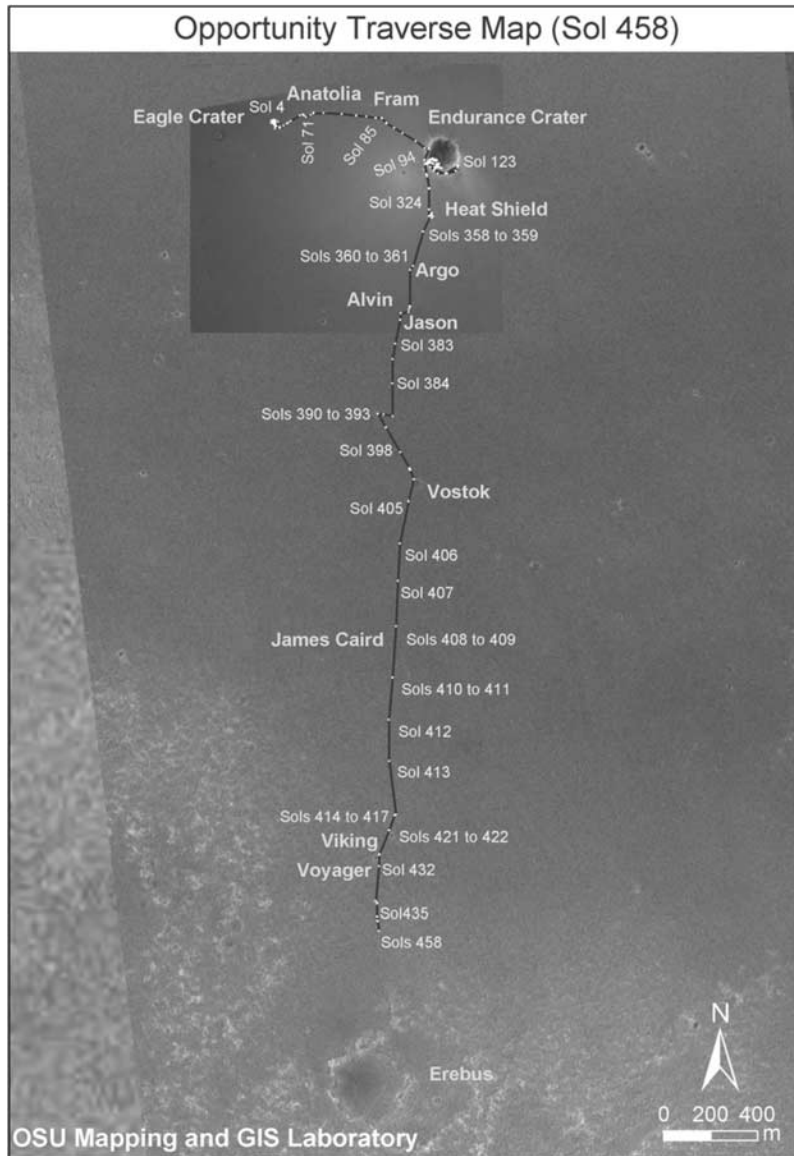 Opportunity Traverse Map (Sol 458)
Anatolia
Fram
Sol 4
Eagle Crater
Endurance Crater
Sol 71
Sol 85
Sol 94
Sol 123
Sol 324
Heat Shield
Sols 358 to 359
Sols 360 to 361
Argo
Alvin
Jason
Sol 383
Sol 384
Sols 390 to 393
Sol 398
Vostok
Sol 405
Sol 406
Sol 407
James Caird
Sols 408 to 409
Sols 410 to 411
Sol 412
Sol 413
Sols 414 to 417
Sols 421 to 422
Viking
Voyager
Sol 432
Sol435
Sols 458
Erebus
N
0 200 400
m
OSU Mapping and GIS Laboratory